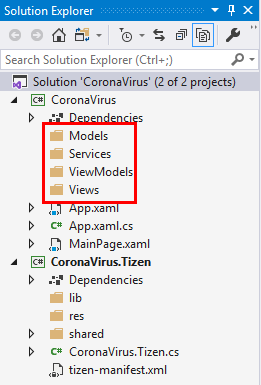 Solution Explorer
Search Solution Explorer (Ctrl+;)
Solution 'CoronaVirus' (2 of 2 projects)
C# CoronaVirus
Dependencies
Models
Services
ViewModels
Views
App.xaml
C# App.xaml.cs
MainPage.xaml
C# CoronaVirus.Tizen
Dependencies
lib
res
shared
C# CoronaVirus.Tizen.cs
tizen-manifest.xml